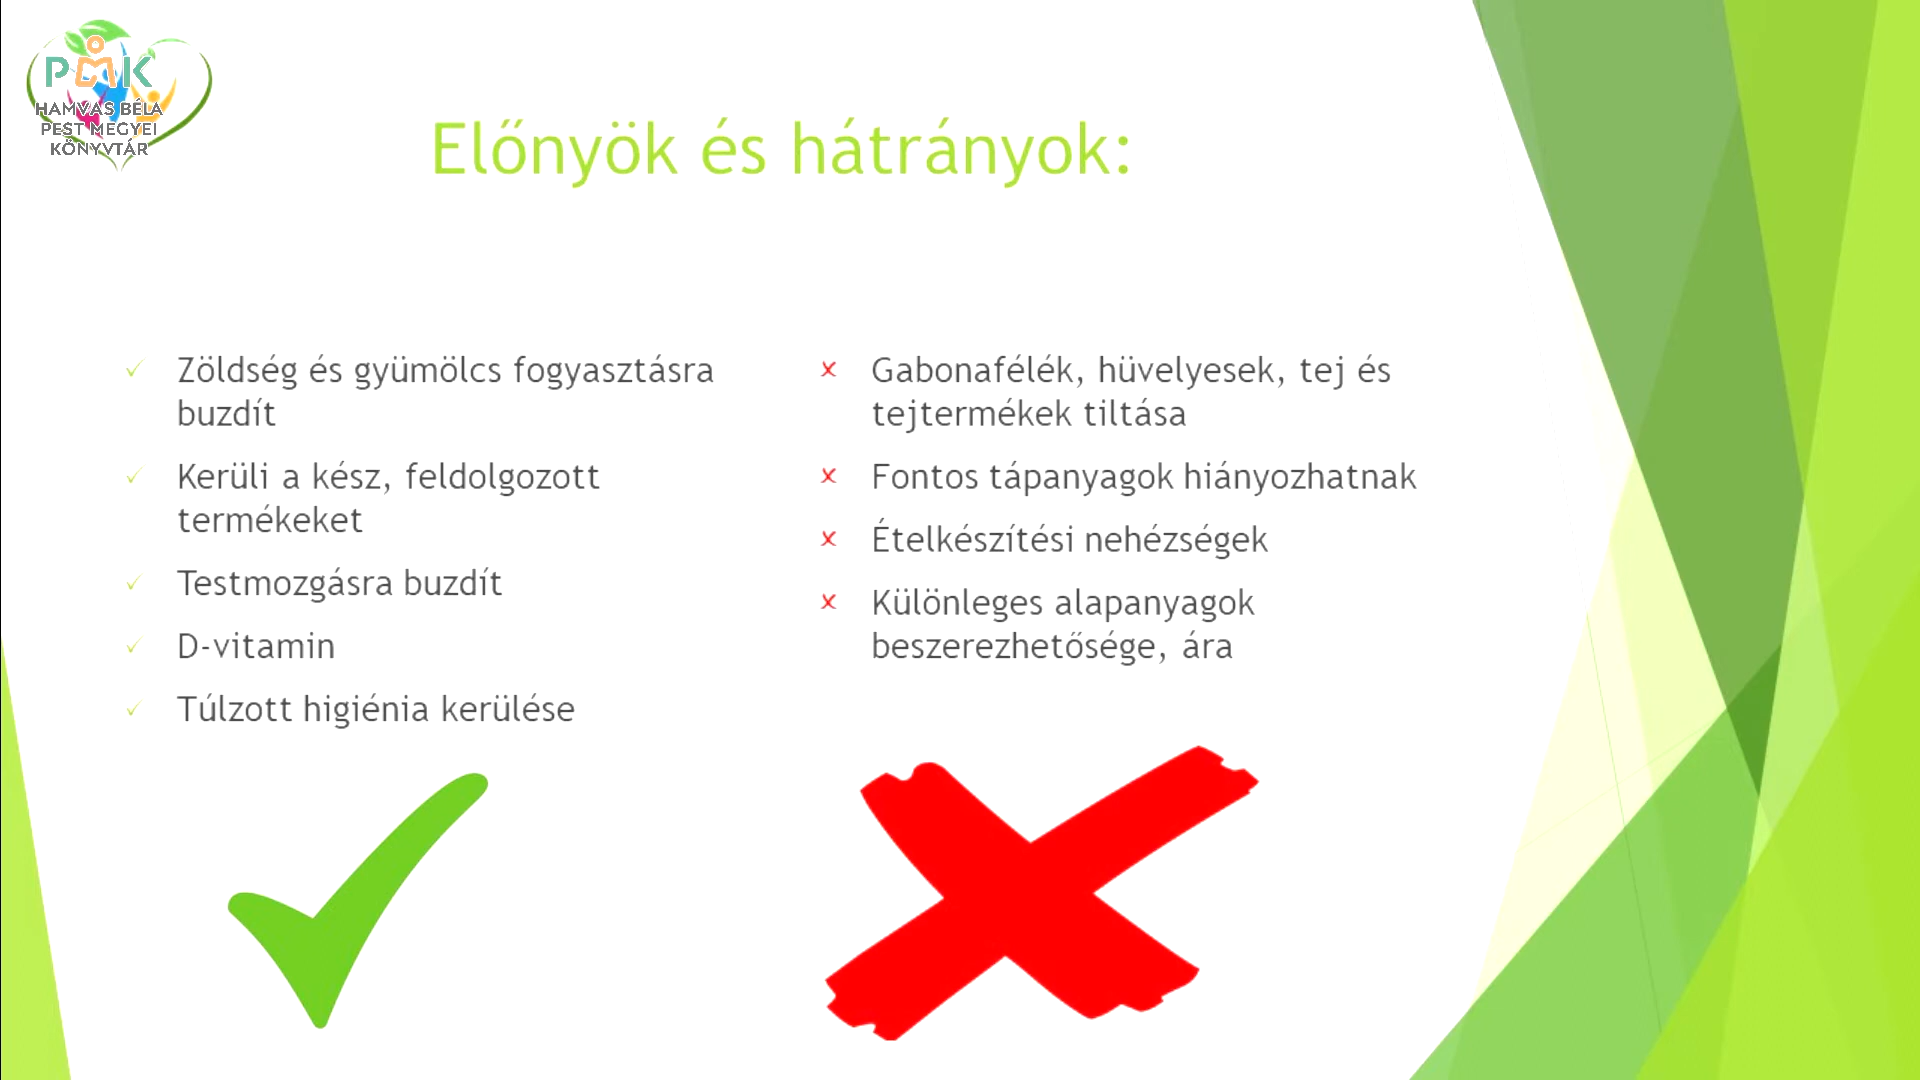 PMK
HAMVAS BÉLA
PEST MEGYEI
KÖNYVTÁR
Előnyök és hátrányok:
Zöldség és gyümölcs fogyasztásra
buzdít
Kerüli a kész, feldolgozott
termékeket
Testmozgásra buzdít
D-vitamin
Túlzott higiénia kerülése
Gabonafélék, hüvelyesek, tej és
tejtermékek tiltása
Fontos tápanyagok hiányozhatnak
Ételkészítési nehézségek
Különleges alapanyagok
beszerezhetősége, ára